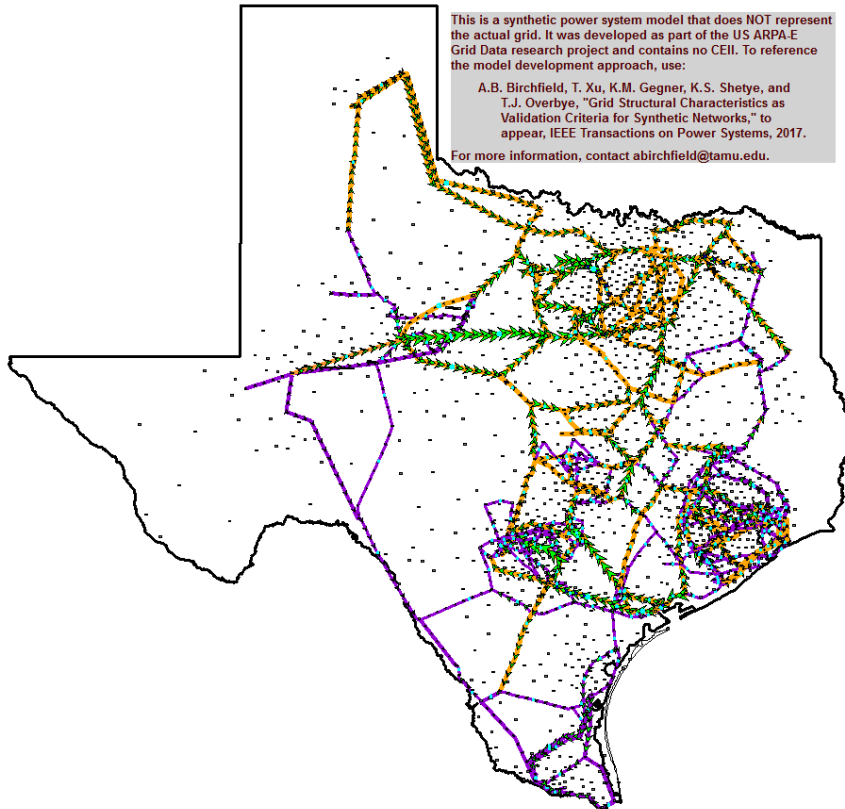 This is a synthetic power system model that does NOT represent
the actual grid. It was developed as part of the US ARPA-E
Grid Data research project and contains no CEII. To reference
the model development approach, use:
A.B. Birchfield, T. Xu, K.M. Gegner, K.S. Shetye, and
T.J. Overbye, "Grid Structural Characteristics as
Validation Criteria for Synthetic Networks," to
appear, IEEE Transactions on Power Systems, 2017.
For more information, contact abirchfield@tamu.edu.